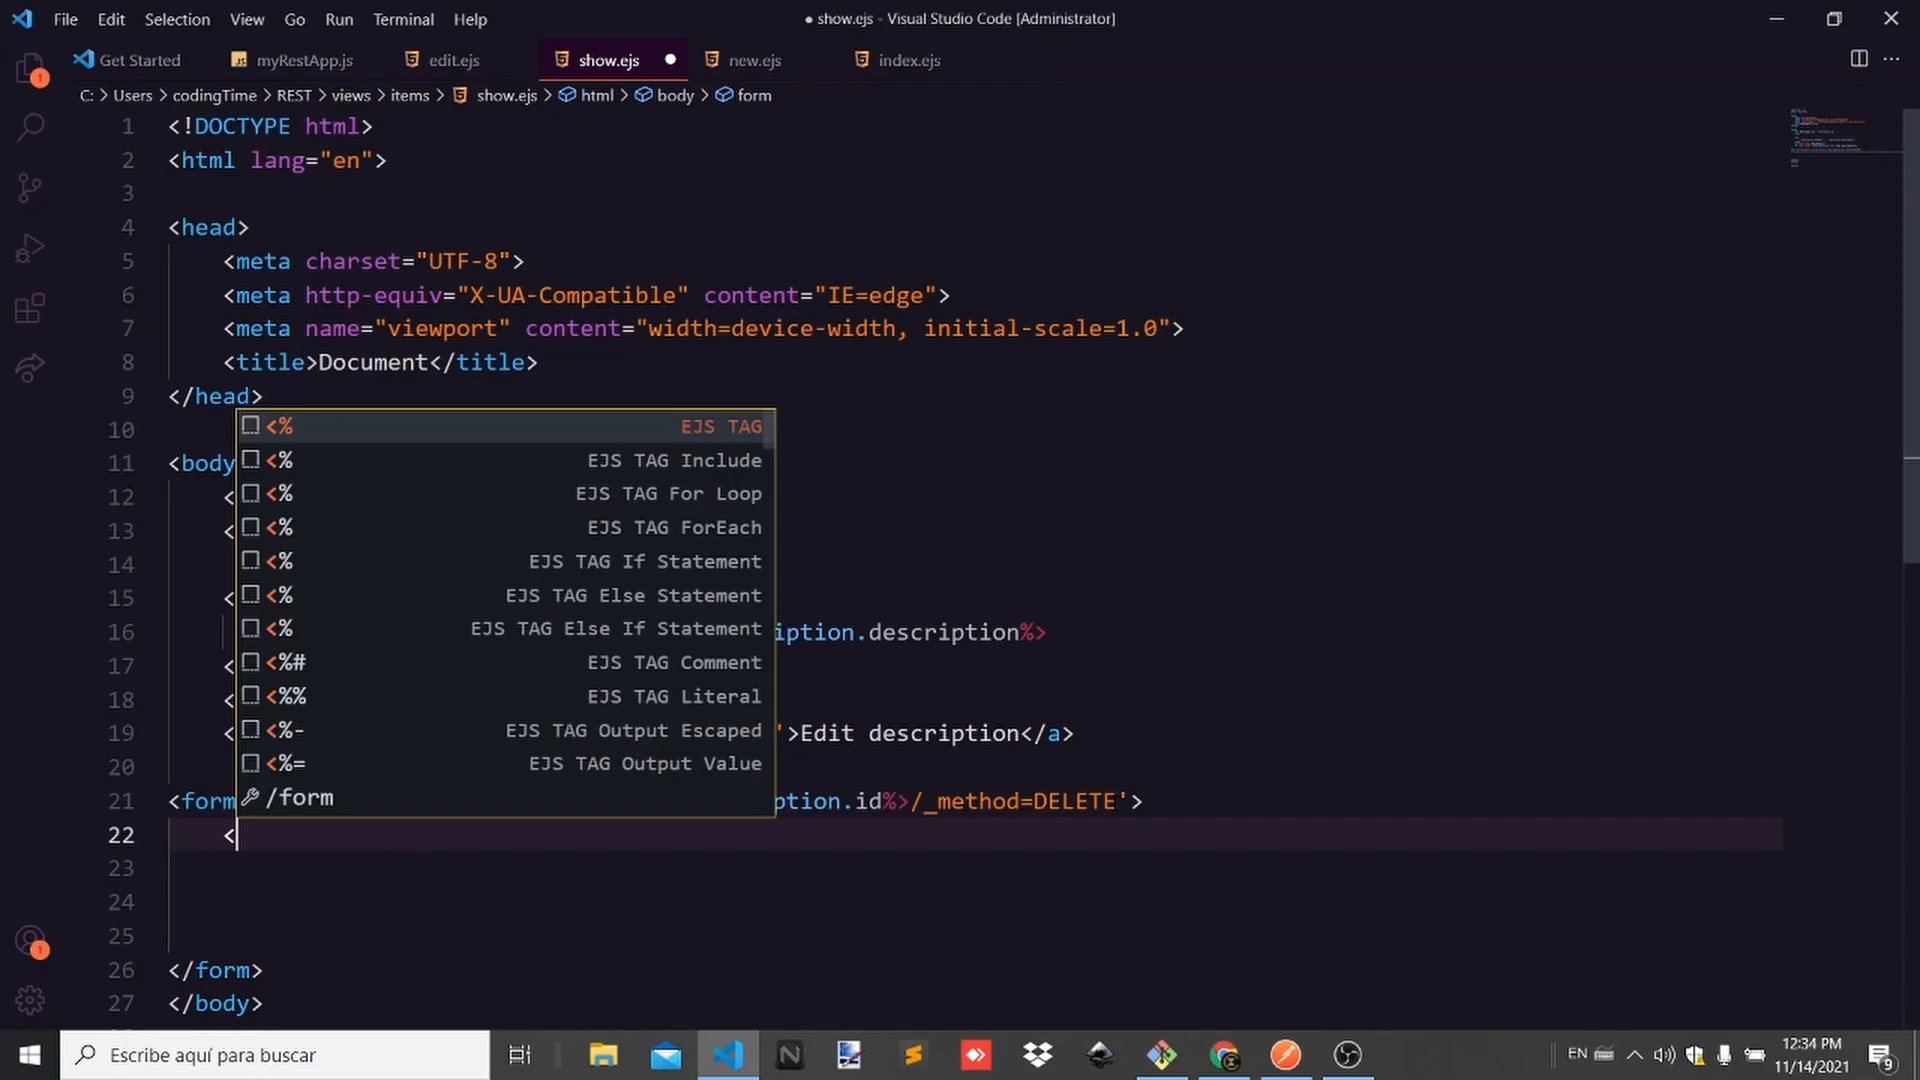 File Edit Selection View Go Run Terminal Help
● show.ejs - Visual Studio Code [Administrator]
Get Started
JS myRestApp.js
edit.ejs
show.ejs ●
new.ejs
index.ejs
C: > Users > codingTime > REST > views > items > show.ejs > html > body > form
1 <!DOCTYPE html>
2 <html lang="en">
3
4 <head>
5 <meta charset="UTF-8">
6 <meta http-equiv="X-UA-Compatible" content="IE=edge">
7 <meta name="viewport" content="width=device-width, initial-scale=1.0">
8 <title>Document</title>
9 </head>
10
11 <body
12 <
13 <
14
15 <
16 iption.description%>
17 <
18 <
19 < '>Edit description</a>
20
21 <form ption.id%>/_method=DELETE'>
22 <
23
24
25
26 </form>
27 </body>
<% EJS TAG
<% EJS TAG Include
<% EJS TAG For Loop
<% EJS TAG ForEach
<% EJS TAG If Statement
<% EJS TAG Else Statement
<% EJS TAG Else If Statement
<%# EJS TAG Comment
<%% EJS TAG Literal
<%- EJS TAG Output Escaped
<%= EJS TAG Output Value
/form
1
1
Escribe aquí para buscar
EN
12:34 PM
11/14/2021
9